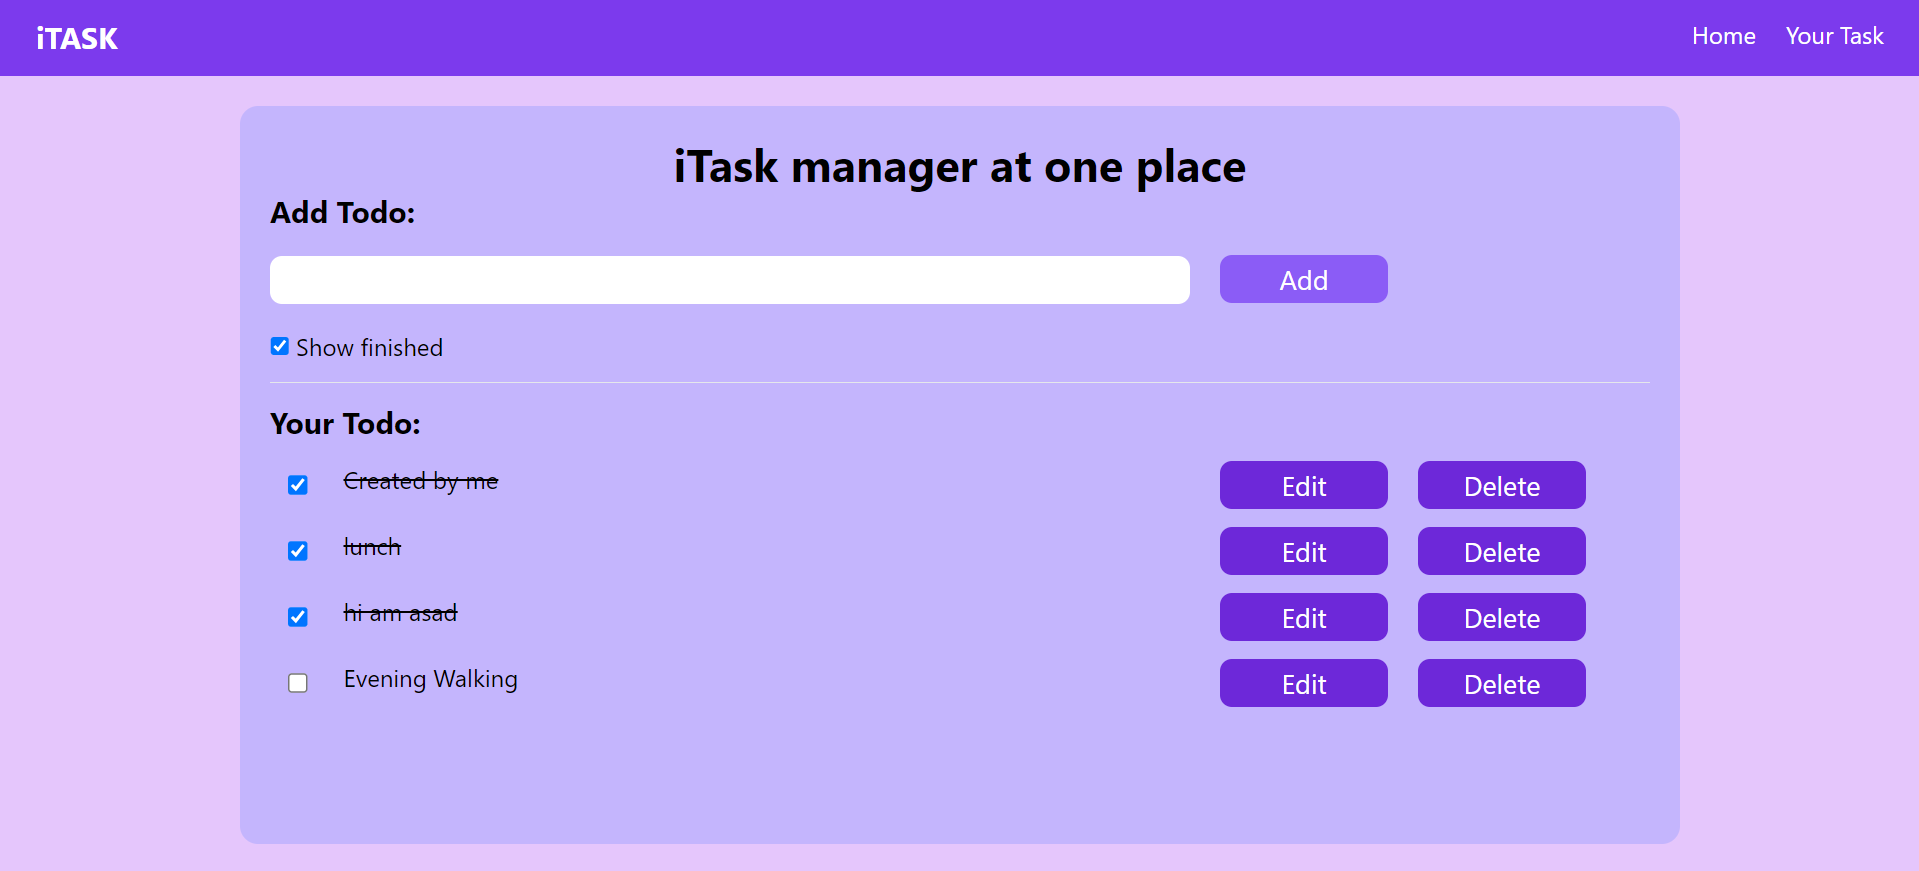 iTASK
Home Your Task
iTask manager at one place
Add Todo:
Add
Show finished
Your Todo:
Created by me Edit Delete
lunch Edit Delete
hi am asad Edit Delete
Evening Walking Edit Delete